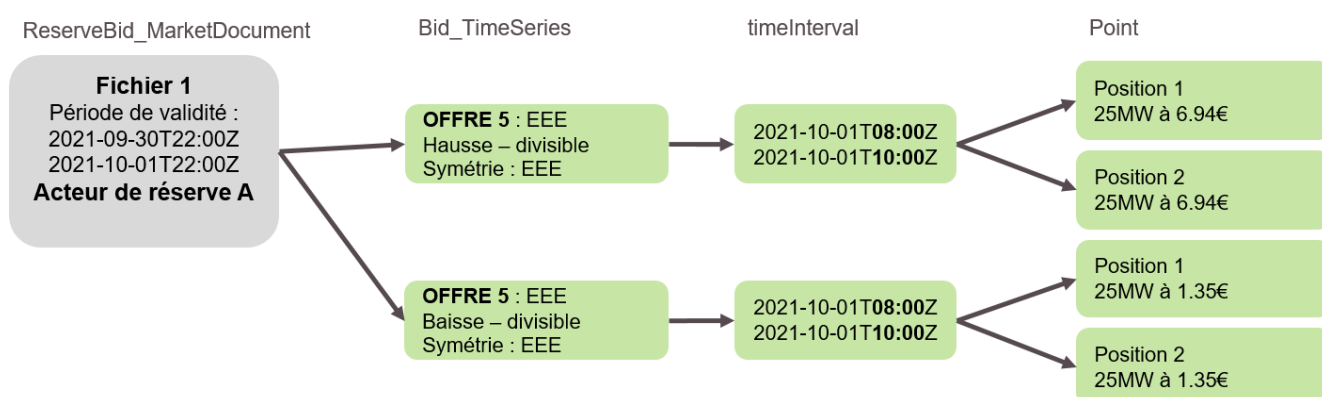 ReserveBid_MarketDocument
Bid_TimeSeries
timeInterval
Point
Fichier 1
Période de validité :
2021-09-30T22:00Z
2021-10-01T22:00Z
Acteur de réserve A
OFFRE 5 : EEE
Hausse – divisible
Symétrie : EEE
2021-10-01T08:00Z
2021-10-01T10:00Z
Position 1
25MW à 6.94€
Position 2
25MW à 6.94€
OFFRE 5 : EEE
Baisse – divisible
Symétrie : EEE
2021-10-01T08:00Z
2021-10-01T10:00Z
Position 1
25MW à 1.35€
Position 2
25MW à 1.35€